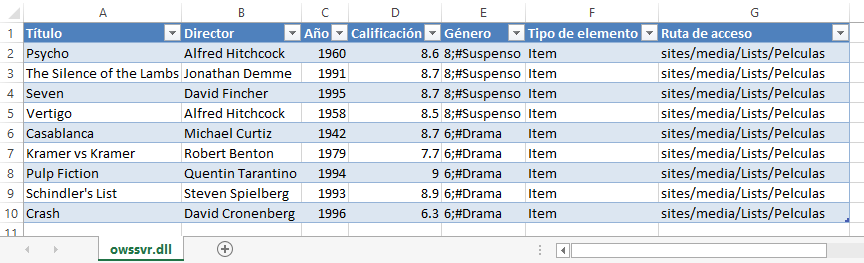 A B C D E F G
1 Título Director Año Calificación Género Tipo de elemento Ruta de acceso
2 Psycho Alfred Hitchcock 1960 8.6 8;#Suspenso Item sites/media/Lists/Pelculas
3 The Silence of the Lambs Jonathan Demme 1991 8.7 8;#Suspenso Item sites/media/Lists/Pelculas
4 Seven David Fincher 1995 8.7 8;#Suspenso Item sites/media/Lists/Pelculas
5 Vertigo Alfred Hitchcock 1958 8.5 8;#Suspenso Item sites/media/Lists/Pelculas
6 Casablanca Michael Curtiz 1942 8.7 6;#Drama Item sites/media/Lists/Pelculas
7 Kramer vs Kramer Robert Benton 1979 7.7 6;#Drama Item sites/media/Lists/Pelculas
8 Pulp Fiction Quentin Tarantino 1994 9 6;#Drama Item sites/media/Lists/Pelculas
9 Schindler's List Steven Spielberg 1993 8.9 6;#Drama Item sites/media/Lists/Pelculas
10 Crash David Cronenberg 1996 6.3 6;#Drama Item sites/media/Lists/Pelculas
11
owssvr.dll